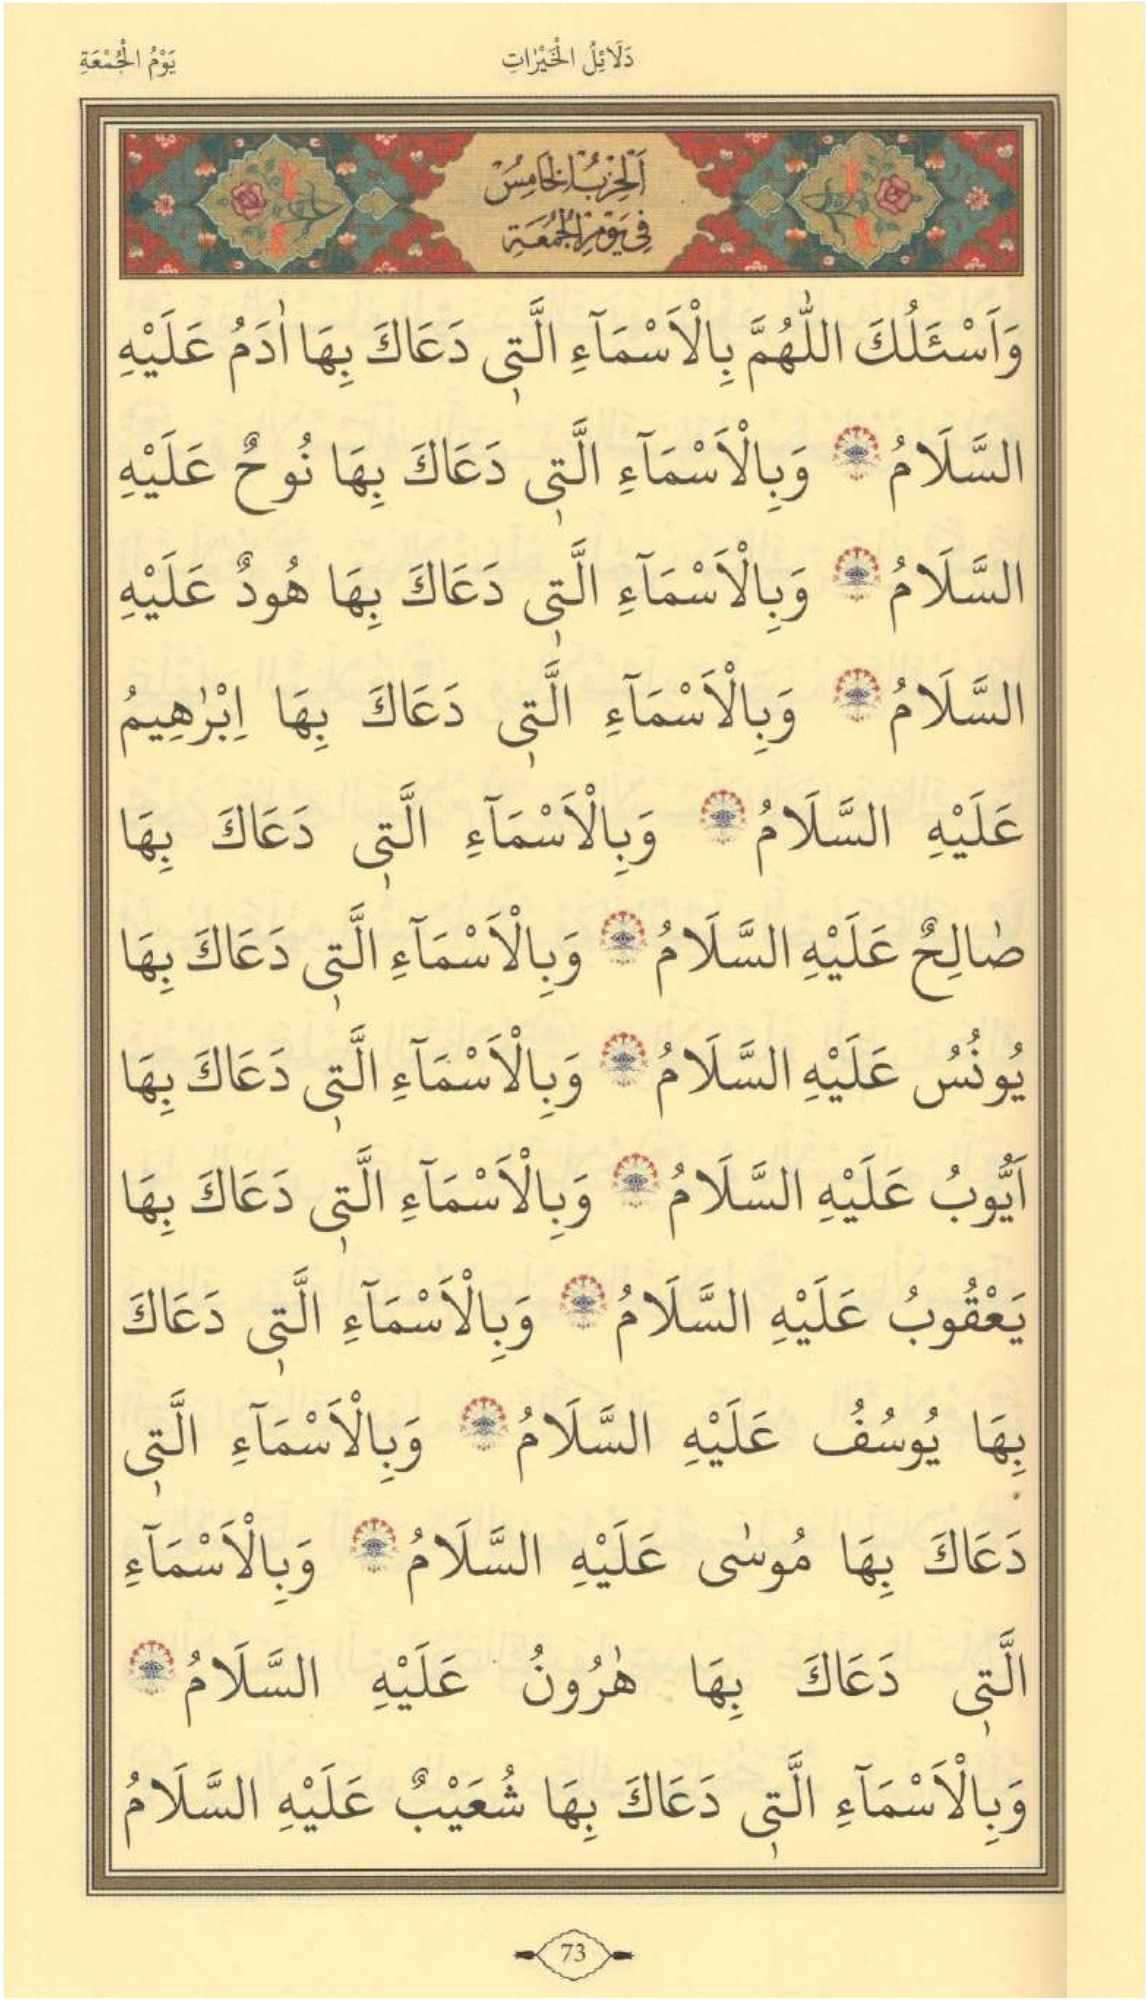 دَلَائِلُ الْخَيْرَاتِ
يَوْمُ الْجُمْعَةِ
اَلْحِزْبُ الْخَامِسُ
فِي يَوْمِ الْجُمُعَةِ
وَاَسْئَلُكَ اللّٰهُمَّ بِالْاَسْمَآءِ الَّتٖى دَعَاكَ بِهَا اٰدَمُ عَلَيْهِ
السَّلَامُ وَبِالْاَسْمَآءِ الَّتٖى دَعَاكَ بِهَا نُوحٌ عَلَيْهِ
السَّلَامُ وَبِالْاَسْمَآءِ الَّتٖى دَعَاكَ بِهَا هُودٌ عَلَيْهِ
السَّلَامُ وَبِالْاَسْمَآءِ الَّتٖى دَعَاكَ بِهَا اِبْرٰهِيمُ
عَلَيْهِ السَّلَامُ وَبِالْاَسْمَآءِ الَّتٖى دَعَاكَ بِهَا
صٰالِحٌ عَلَيْهِ السَّلَامُ وَبِالْاَسْمَآءِ الَّتٖى دَعَاكَ بِهَا
يُونُسُ عَلَيْهِ السَّلَامُ وَبِالْاَسْمَآءِ الَّتٖى دَعَاكَ بِهَا
اَيُّوبُ عَلَيْهِ السَّلَامُ وَبِالْاَسْمَآءِ الَّتٖى دَعَاكَ بِهَا
يَعْقُوبُ عَلَيْهِ السَّلَامُ وَبِالْاَسْمَآءِ الَّتٖى دَعَاكَ
بِهَا يُوسُفُ عَلَيْهِ السَّلَامُ وَبِالْاَسْمَآءِ الَّتٖى
دَعَاكَ بِهَا مُوسٰى عَلَيْهِ السَّلَامُ وَبِالْاَسْمَآءِ
الَّتٖى دَعَاكَ بِهَا هٰرُونُ عَلَيْهِ السَّلَامُ
وَبِالْاَسْمَآءِ الَّتٖى دَعَاكَ بِهَا شُعَيْبٌ عَلَيْهِ السَّلَامُ
73